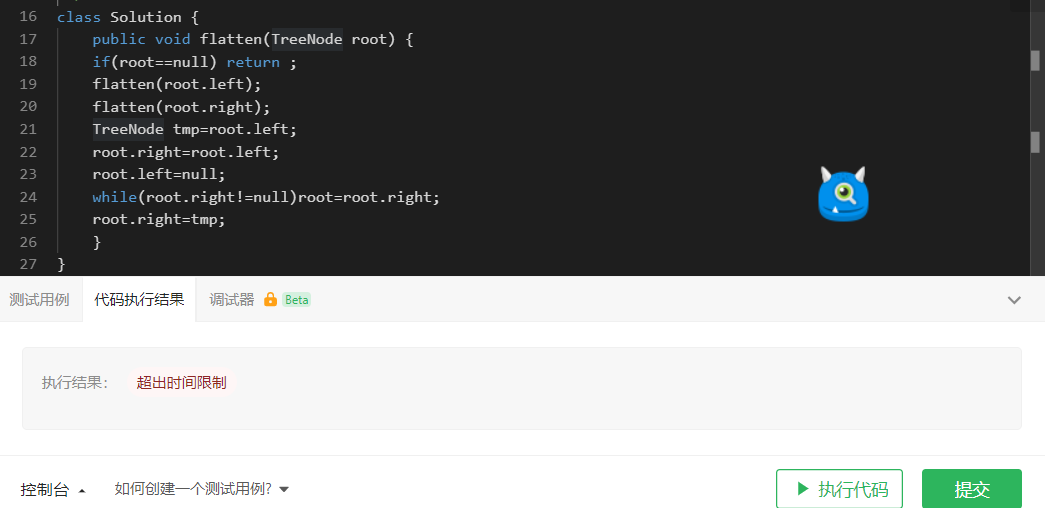 16 class Solution {
17 public void flatten(TreeNode root) {
18 if(root==null) return ;
19 flatten(root.left);
20 flatten(root.right);
21 TreeNode tmp=root.left;
22 root.right=root.left;
23 root.left=null;
24 while(root.right!=null)root=root.right;
25 root.right=tmp;
26 }
27 }
测试用例 代码执行结果 调试器 Beta
执行结果： 超出时间限制
控制台 如何创建一个测试用例? 执行代码 提交